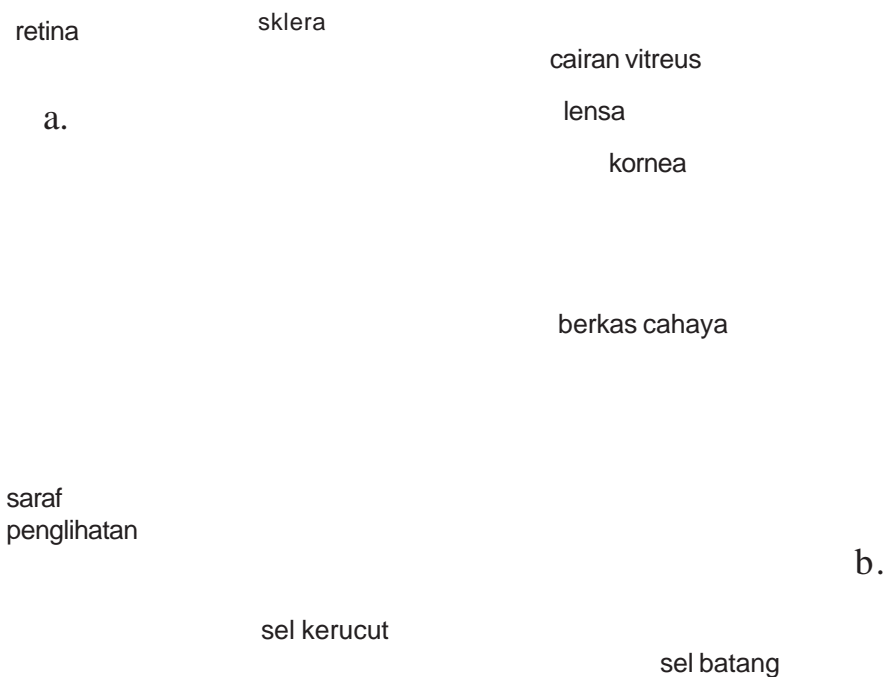 retina
sklera
cairan vitreus
a.
lensa
kornea
berkas cahaya
saraf
penglihatan
b.
sel kerucut
sel batang